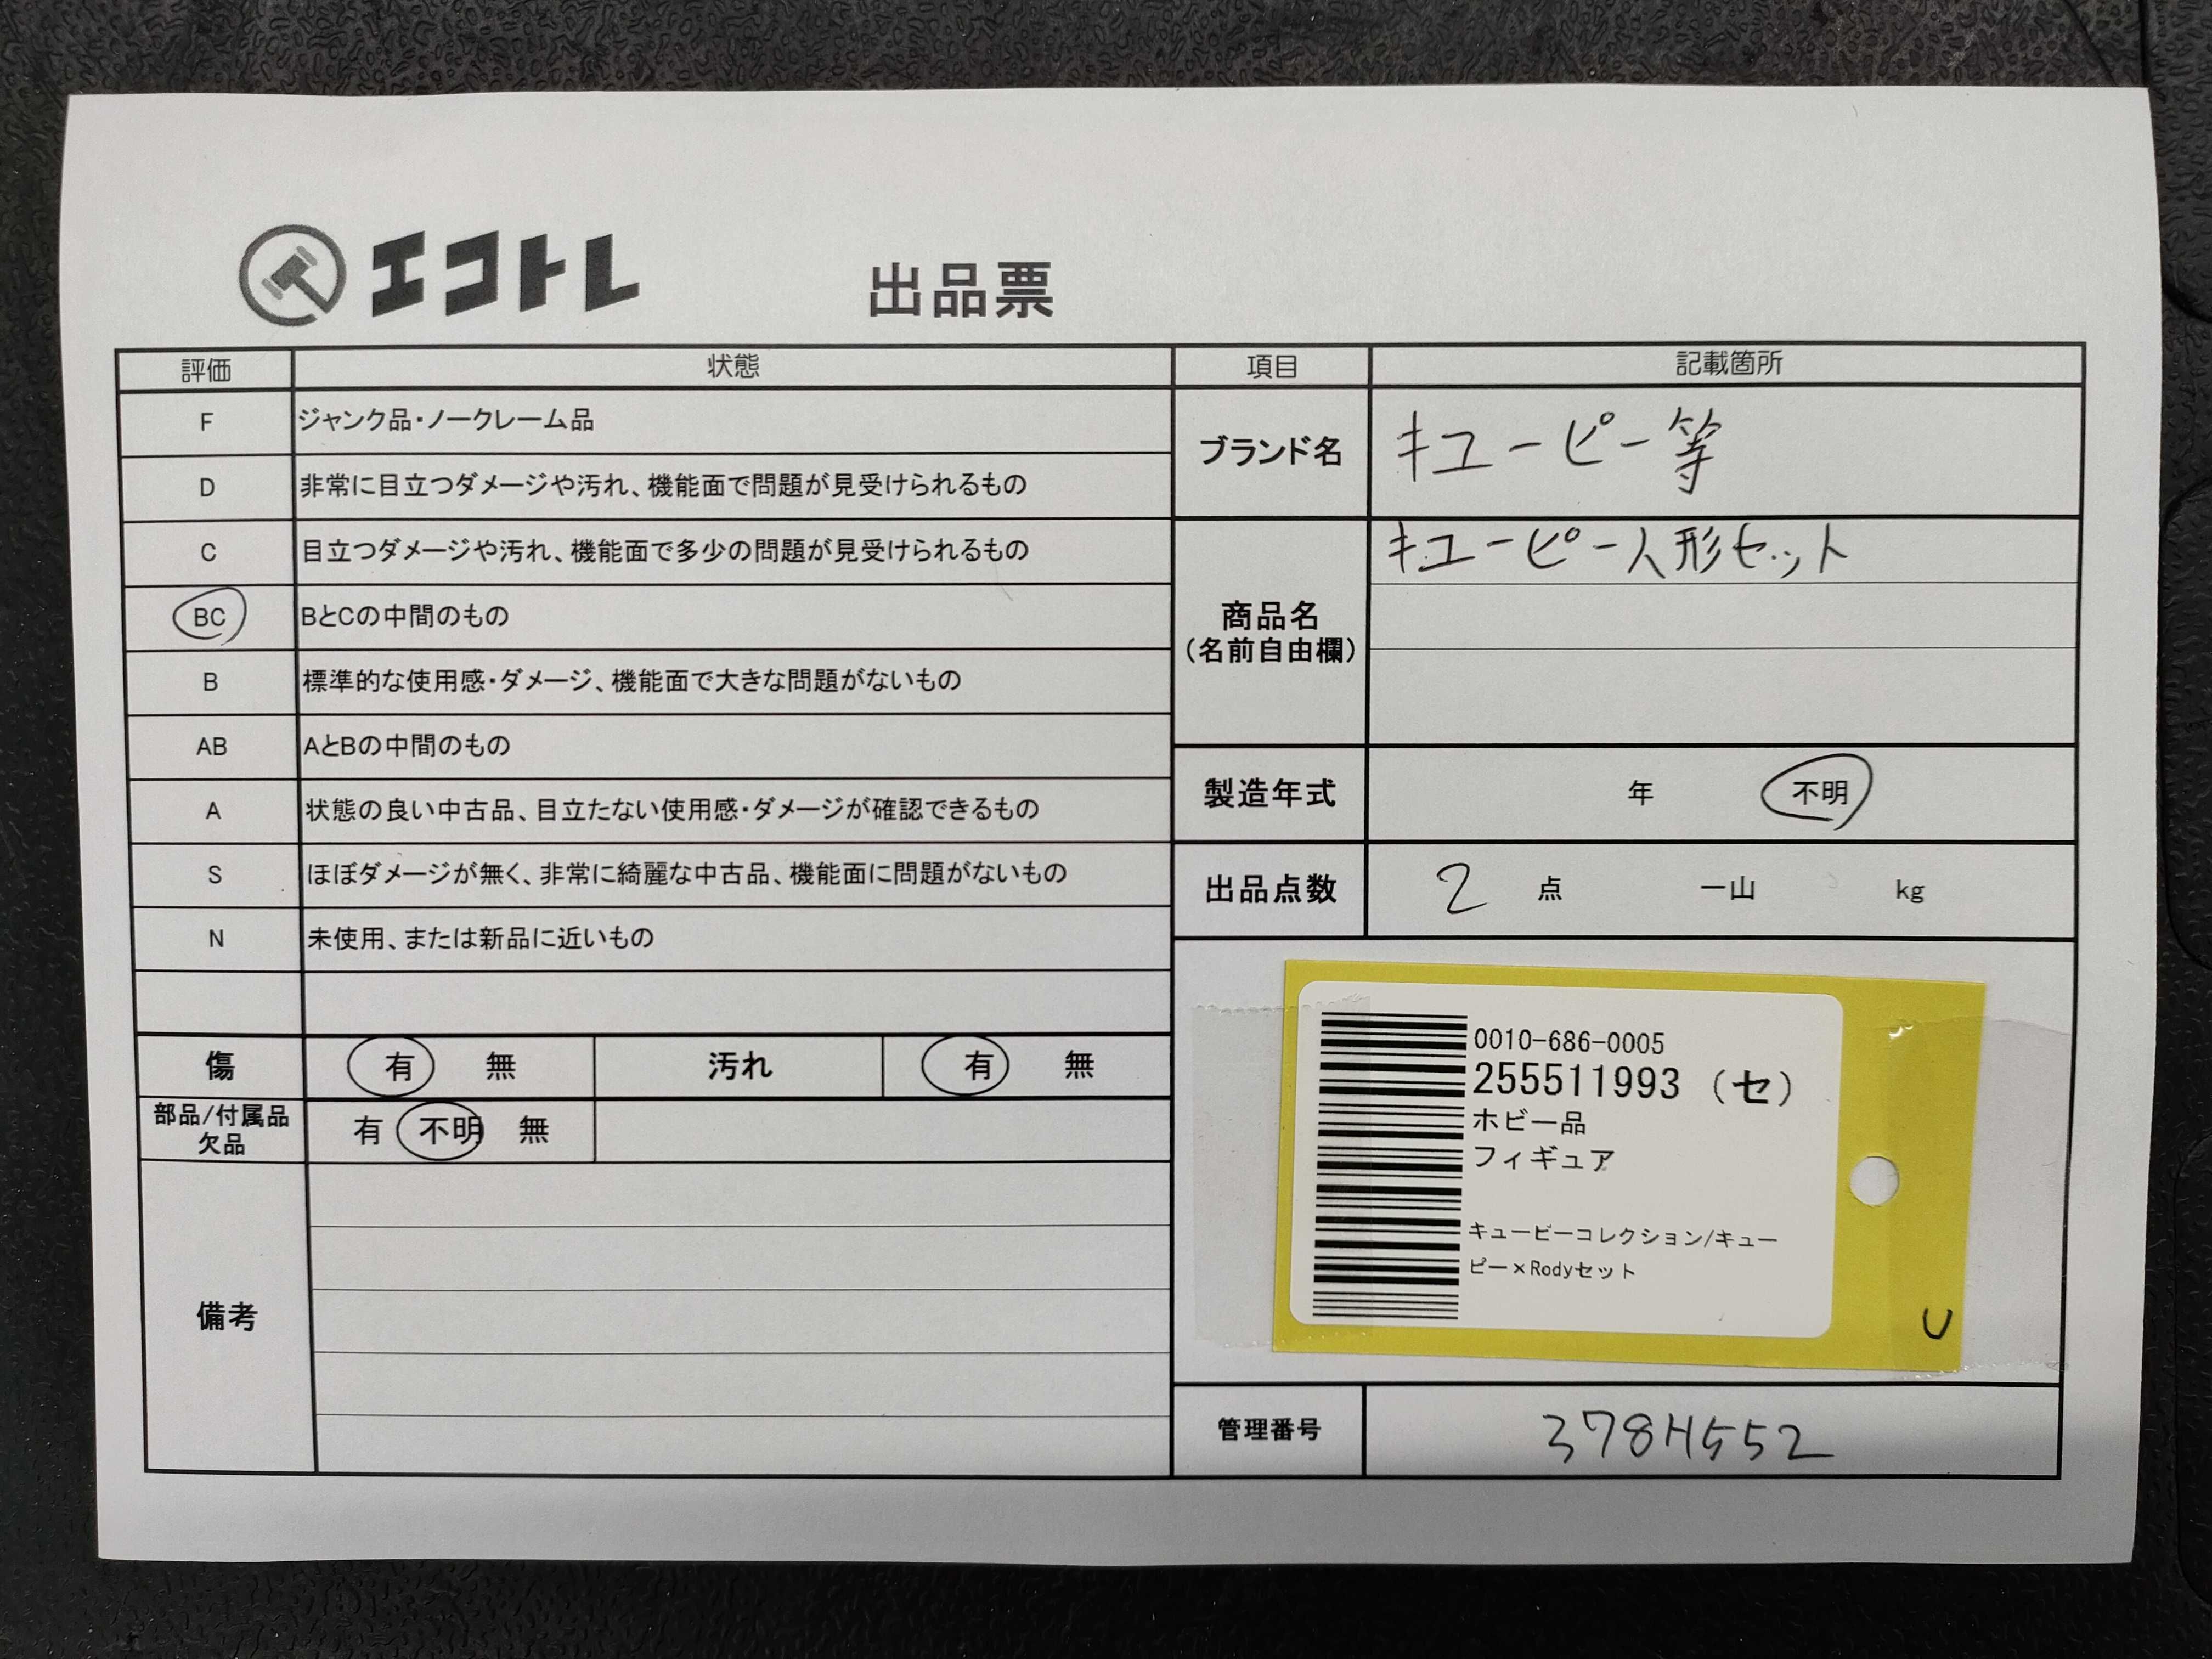 エコトレ
出品票
評価 状態
F ジャンク品・ノークレーム品
D 非常に目立つダメージや汚れ、機能面で問題が見受けられるもの
C 目立つダメージや汚れ、機能面で多少の問題が見受けられるもの
BC BとCの中間のもの
B 標準的な使用感・ダメージ、機能面で大きな問題がないもの
AB AとBの中間のもの
A 状態の良い中古品、目立たない使用感・ダメージが確認できるもの
S ほぼダメージが無く、非常に綺麗な中古品、機能面に問題がないもの
N 未使用、または新品に近いもの
傷 有 無 汚れ 有 無
部品/付属品
欠品
有 不明 無
備考
項目 記載箇所
ブランド名 キューピー等
商品名
(名前自由欄)
キューピー人形セット
製造年式 年 不明
出品点数 2 点 一山 kg
0010-686-0005
255511993 (セ)
ホビー品
フィギュア
キューピーコレクション/キュー
ピー×Rodyセット
U
管理番号 378H552